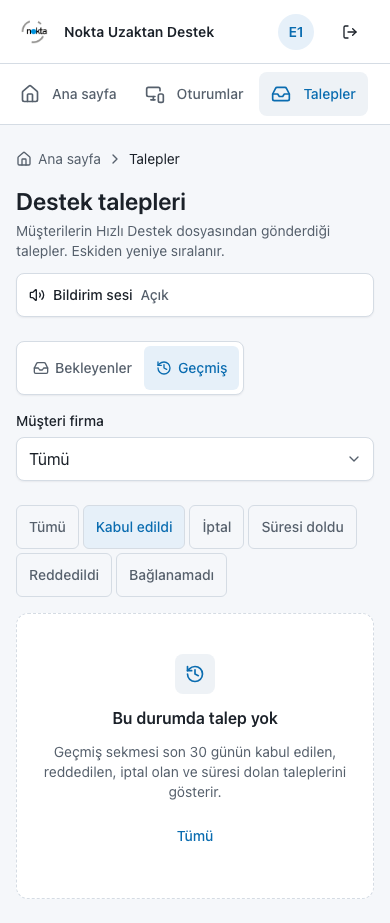 nokta
Nokta Uzaktan Destek
E1
Ana sayfa
Oturumlar
Talepler
Ana sayfa
Talepler
Destek talepleri
Müşterilerin Hızlı Destek dosyasından gönderdiği
talepler. Eskiden yeniye sıralanır.
Bildirim sesi Açık
Bekleyenler
Geçmiş
Müşteri firma
Tümü
Tümü
Kabul edildi
İptal
Süresi doldu
Reddedildi
Bağlanamadı
Bu durumda talep yok
Geçmiş sekmesi son 30 günün kabul edilen,
reddedilen, iptal olan ve süresi dolan taleplerini
gösterir.
Tümü